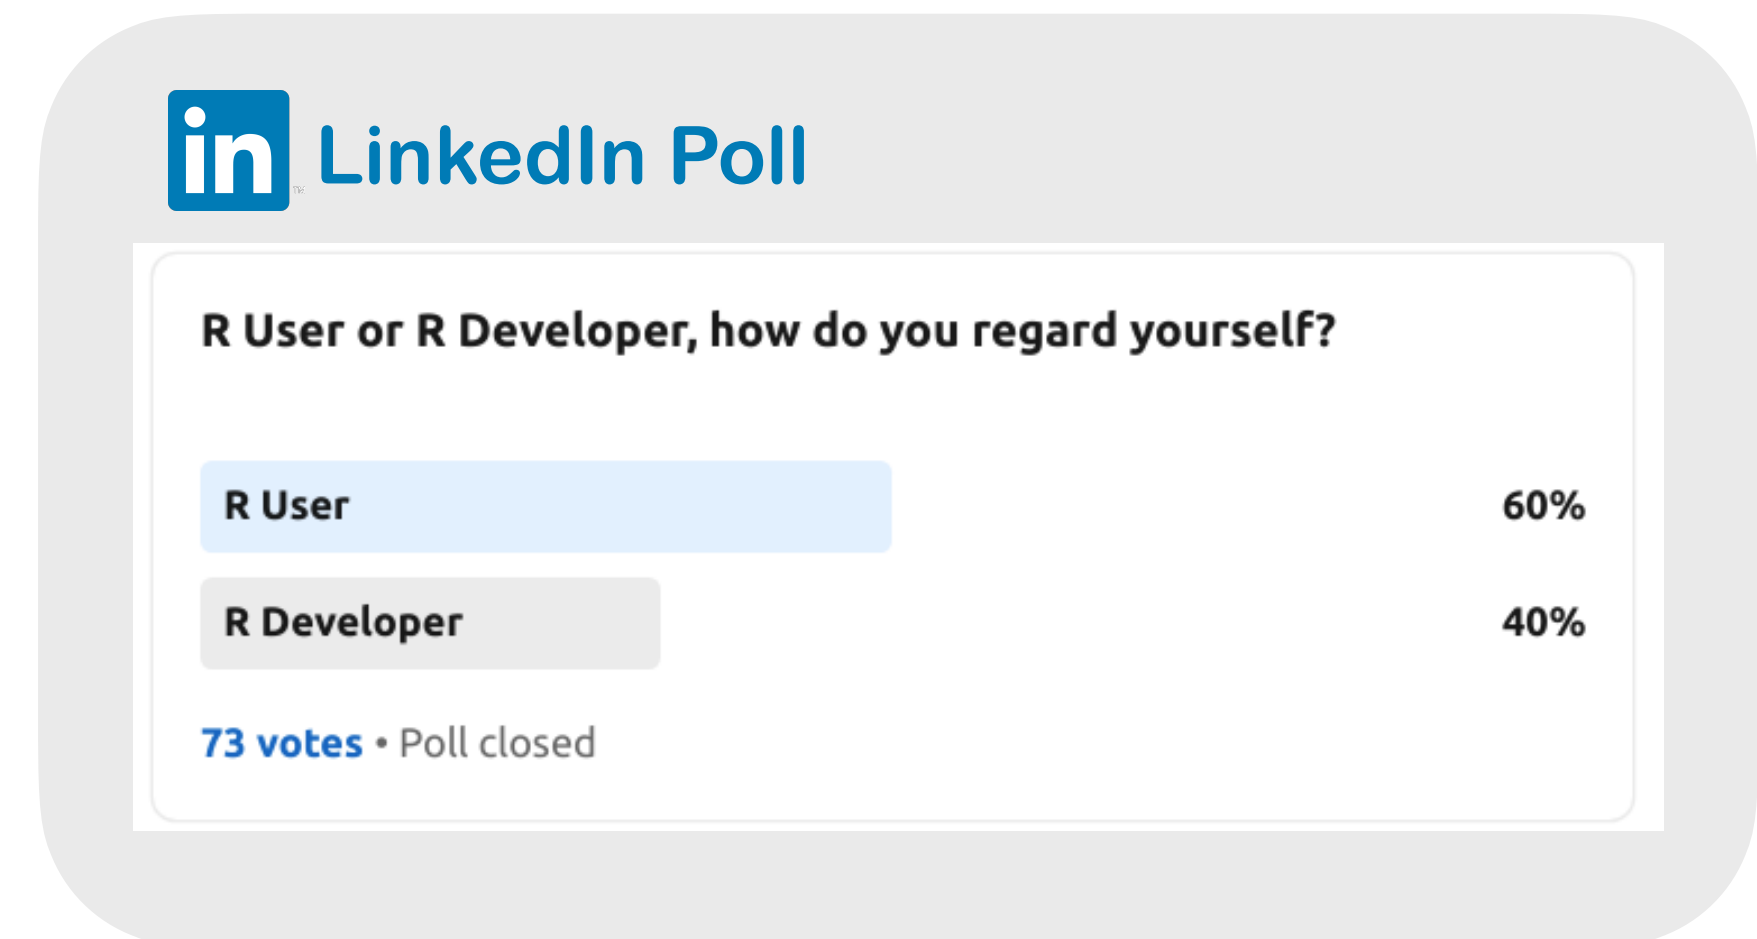 in TM LinkedIn Poll
R User or R Developer, how do you regard yourself?
R User 60%
R Developer 40%
73 votes • Poll closed